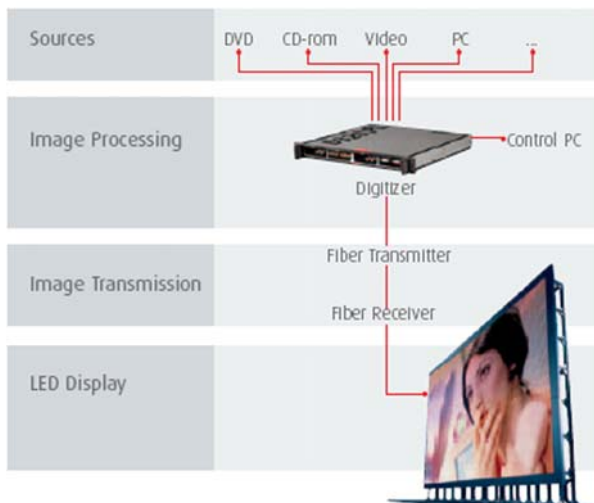 Sources
DVD CD-rom Video PC ...
Image Processing
Control PC
Digitizer
Fiber Transmitter
Image Transmission
Fiber Receiver
LED Display